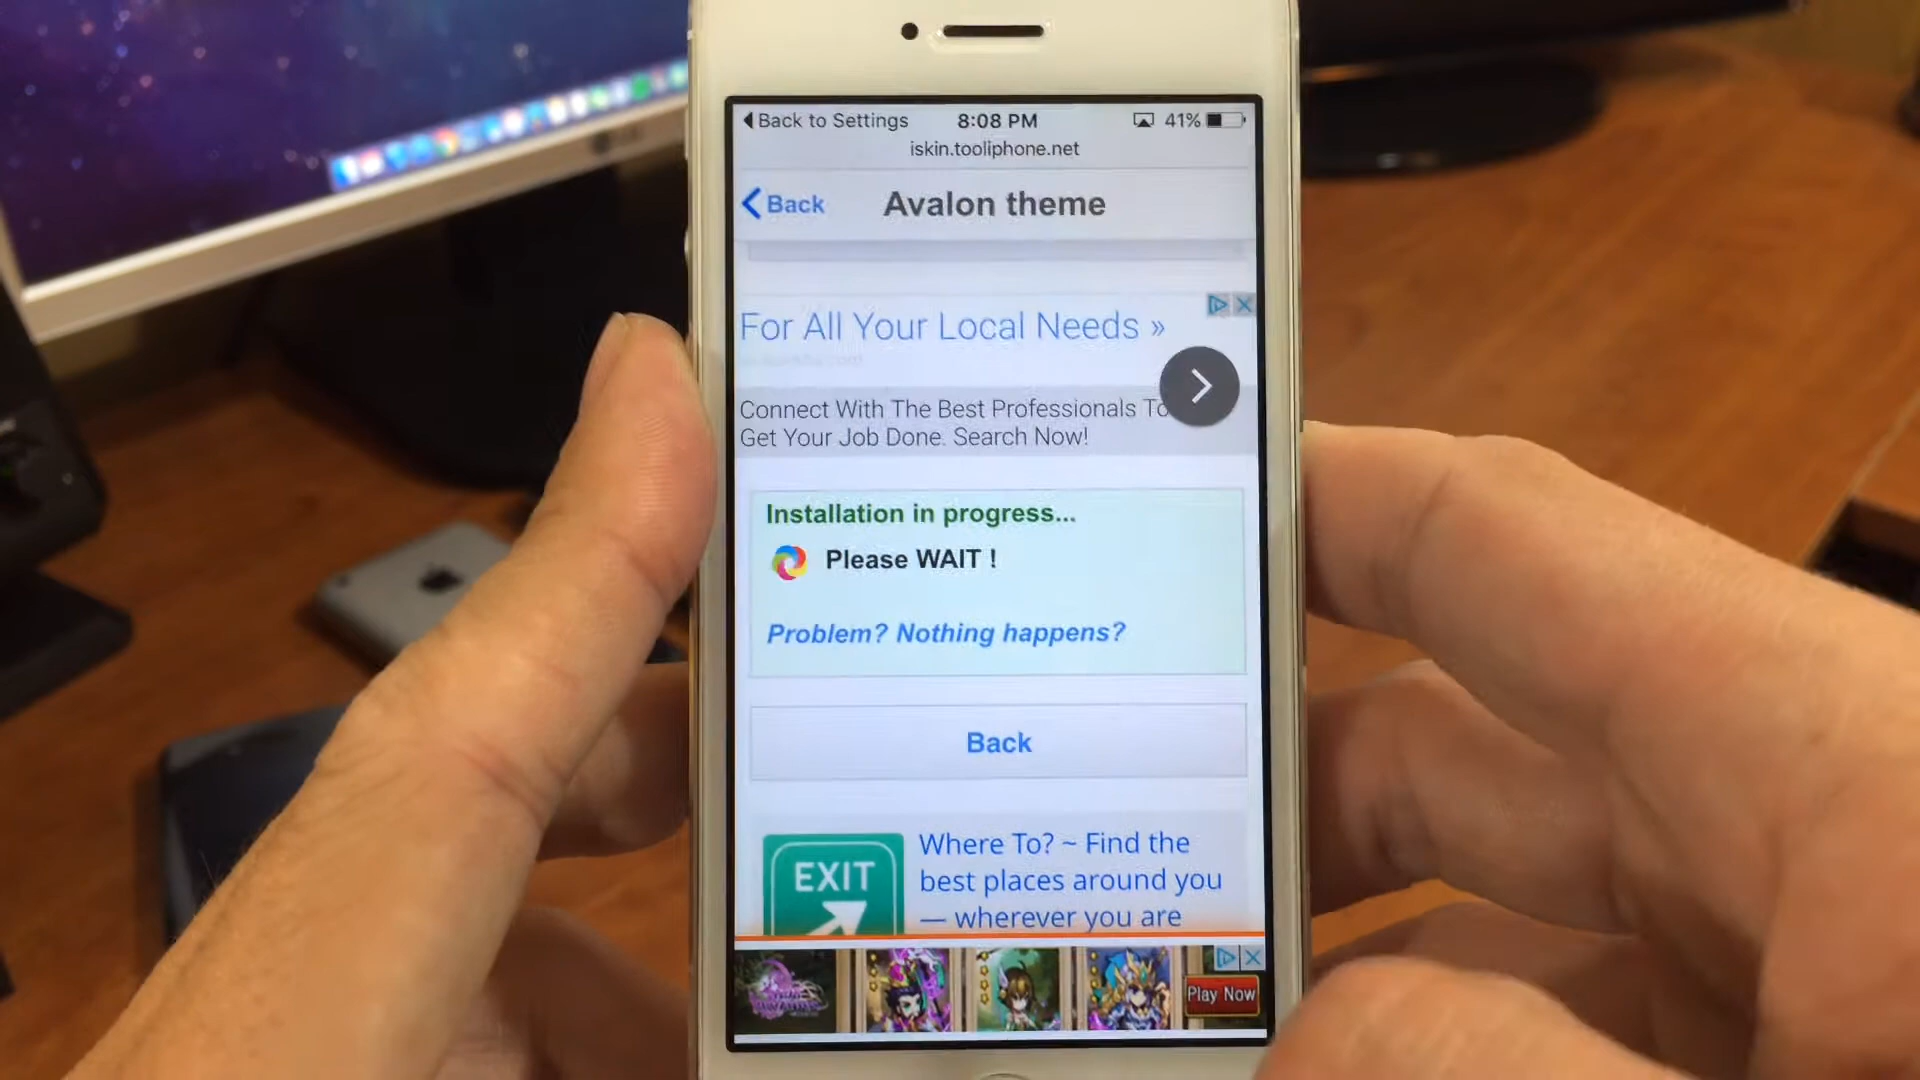 Back to Settings 8:08 PM 41%
iskin.tooliphone.net
Back Avalon theme
For All Your Local Needs »
Connect With The Best Professionals To
Get Your Job Done. Search Now!
Installation in progress...
Please WAIT !
Problem? Nothing happens?
Back
EXIT
Where To? ~ Find the
best places around you
— wherever you are
Play Now